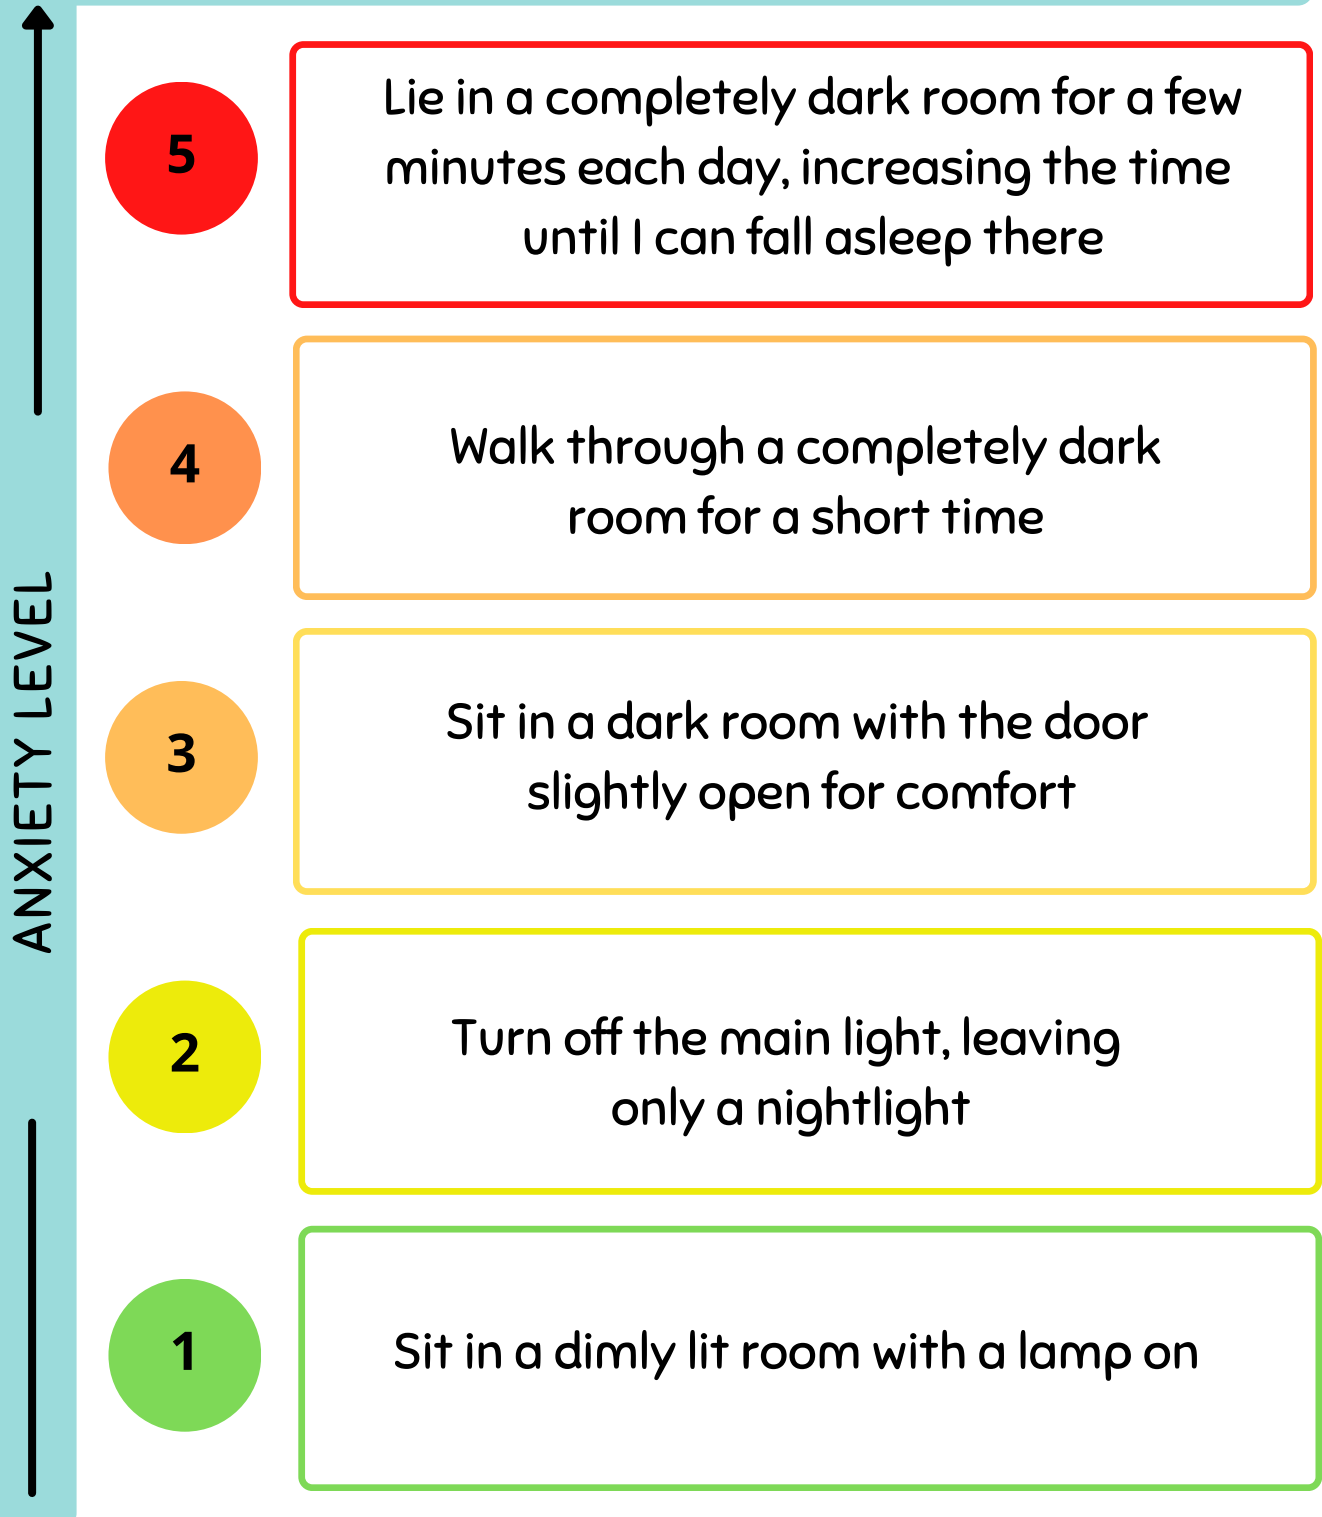 5
Lie in a completely dark room for a few
minutes each day, increasing the time
until I can fall asleep there
4
Walk through a completely dark
room for a short time
3
Sit in a dark room with the door
slightly open for comfort
ANXIETY LEVEL
2
Turn off the main light, leaving
only a nightlight
1
Sit in a dimly lit room with a lamp on